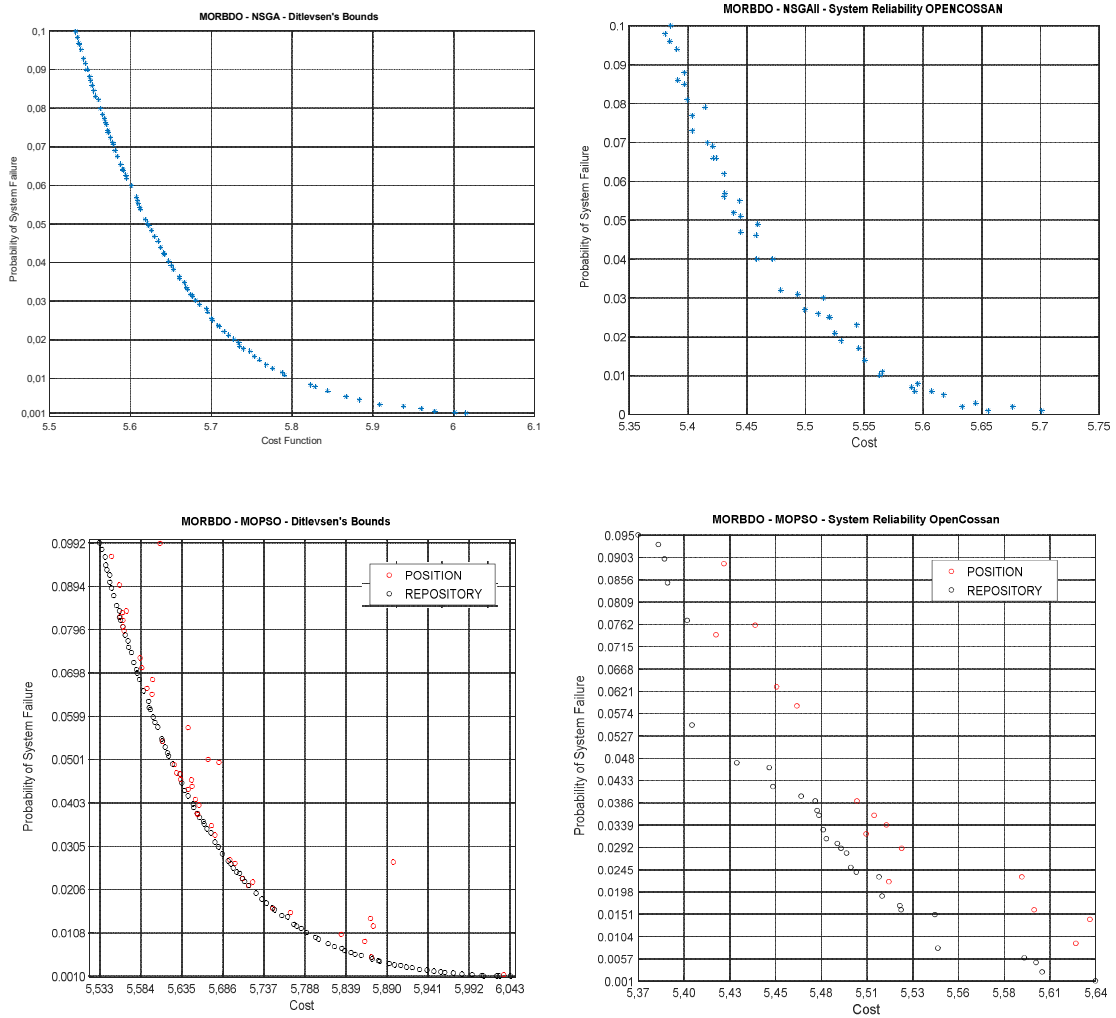 MORBDO - NSGA - Ditlevsen's Bounds
0,1
0,09
0,08
0,07
0,06
0,05
0,04
0,03
0,02
0,01
0,001
Probability of System Failure
5.5 5.6 5.7 5.8 5.9 6 6.1
Cost Function
MORBDO - NSGAII - System Reliability OPENCOSSAN
0.1
0.09
0.08
0.07
0.06
0.05
0.04
0.03
0.02
0.01
0
Probability of System Failure
5.35 5.4 5.45 5.5 5.55 5.6 5.65 5.7 5.75
Cost
MORBDO - MOPSO - Ditlevsen's Bounds
0.0992
0.0894
0.0796
0.0698
0.0599
0.0501
0.0403
0.0305
0.0206
0.0108
0.0010
Probability of System Failure
POSITION
REPOSITORY
5,533 5,584 5,635 5,686 5,737 5,788 5,839 5,890 5,941 5,992 6,043
Cost
MORBDO - MOPSO - System Reliability OpenCossan
0.095
0.0903
0.0856
0.0809
0.0762
0.0715
0.0668
0.0621
0.0574
0.0527
0.048
0.0433
0.0386
0.0339
0.0292
0.0245
0.0198
0.0151
0.0104
0.0057
0.001
Probability of System Failure
POSITION
REPOSITORY
5,37 5,40 5,43 5,45 5,48 5,51 5,53 5,56 5,58 5,61 5,64
Cost